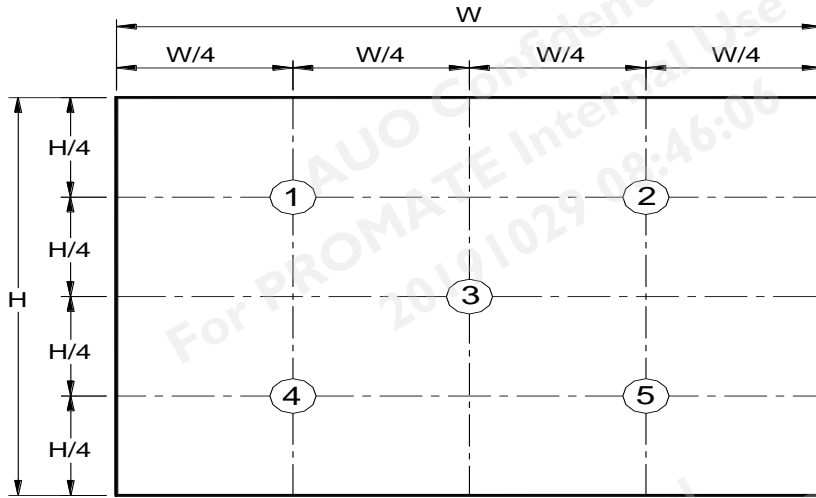 W
W/4 W/4 W/4 W/4
H/4
1 2
H/4
H
3
H/4
4 5
H/4
AUO Confidential
For PROMATE Internal Use
20191029 08:46:06